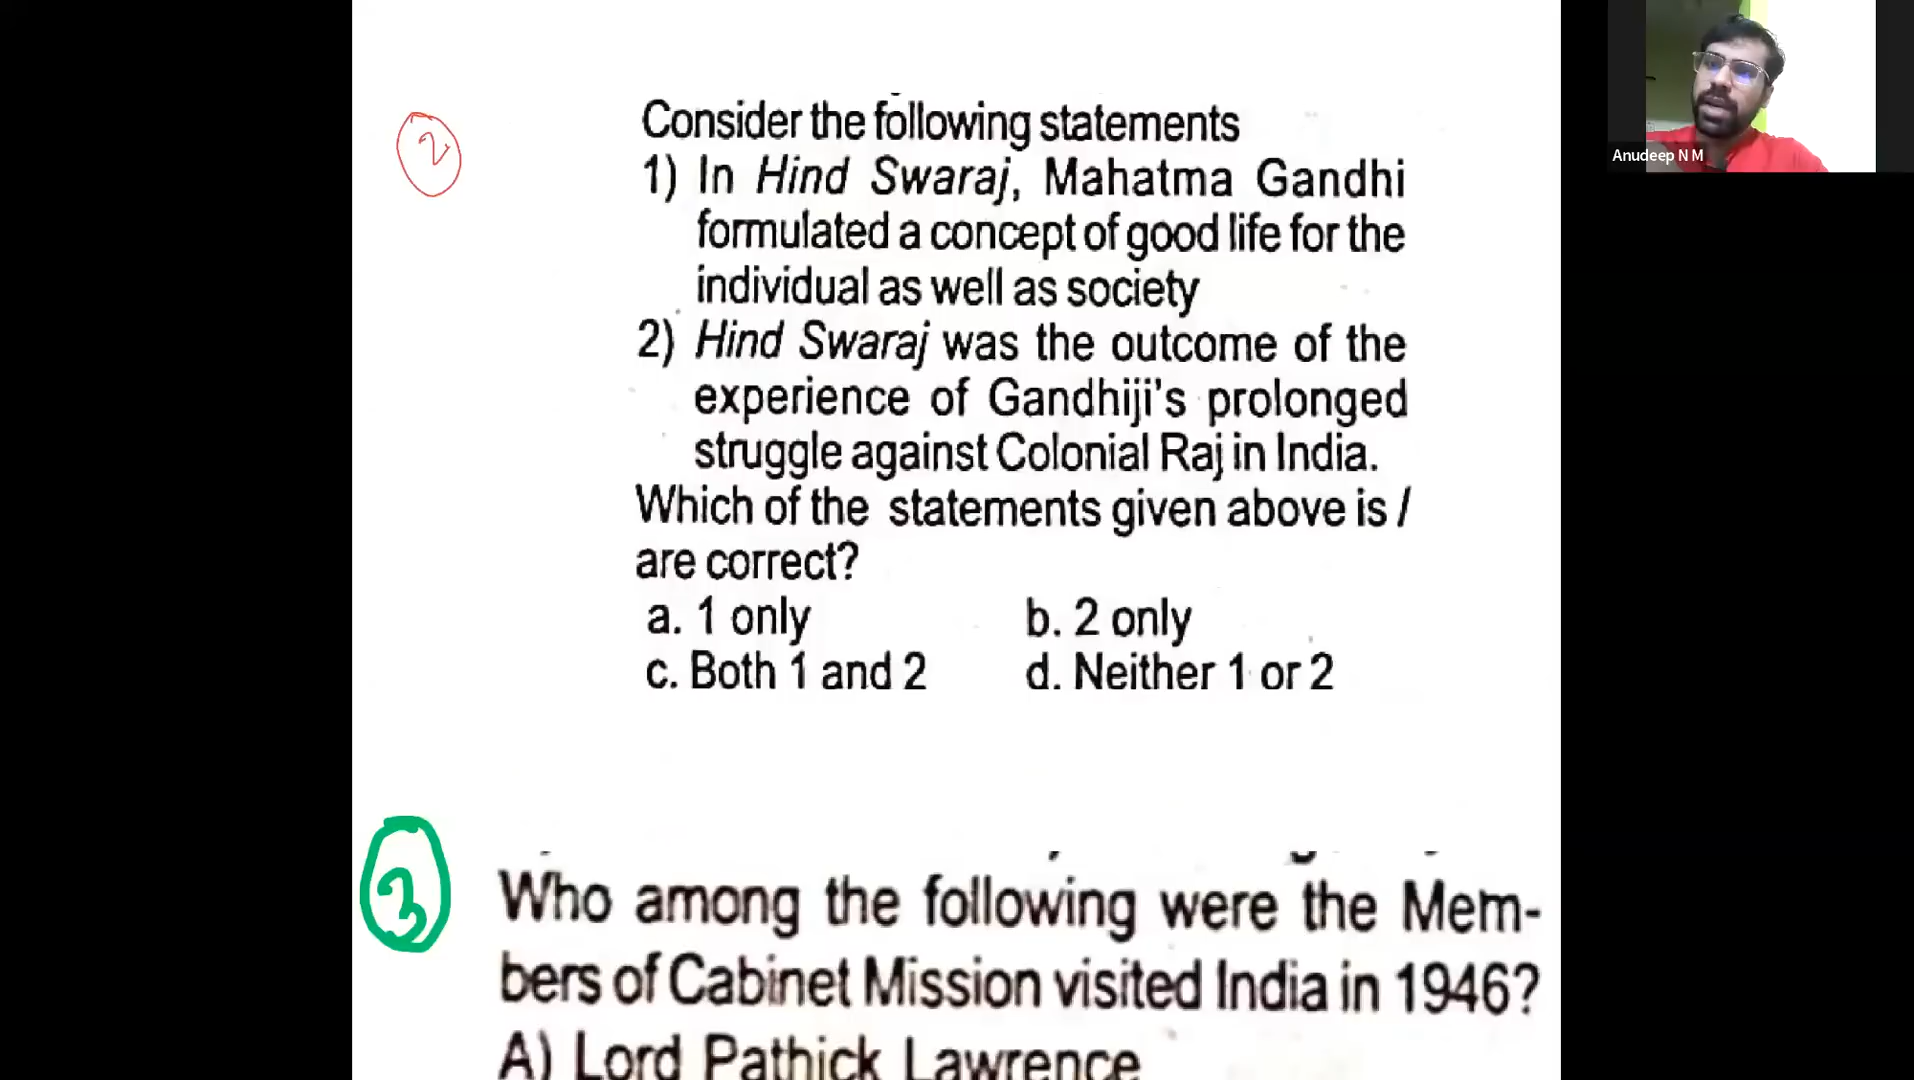 Anudeep N M
2
Consider the following statements
1) In Hind Swaraj, Mahatma Gandhi
formulated a concept of good life for the
individual as well as society
2) Hind Swaraj was the outcome of the
experience of Gandhiji's prolonged
struggle against Colonial Raj in India.
Which of the statements given above is /
are correct?
a. 1 only b. 2 only
c. Both 1 and 2 d. Neither 1 or 2
3
Who among the following were the Mem-
bers of Cabinet Mission visited India in 1946?
A) Lord Pathick Lawrence